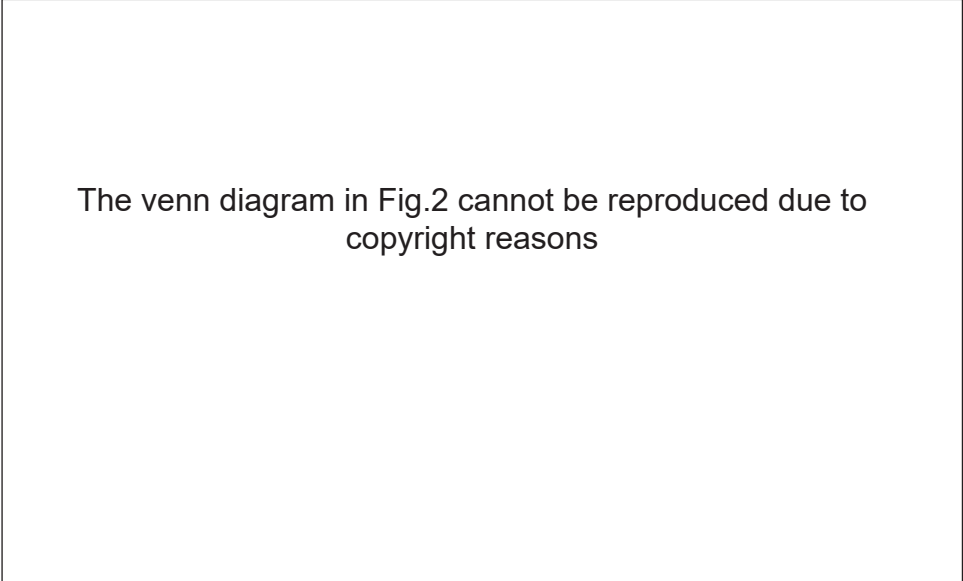 The venn diagram in Fig.2 cannot be reproduced due to
copyright reasons